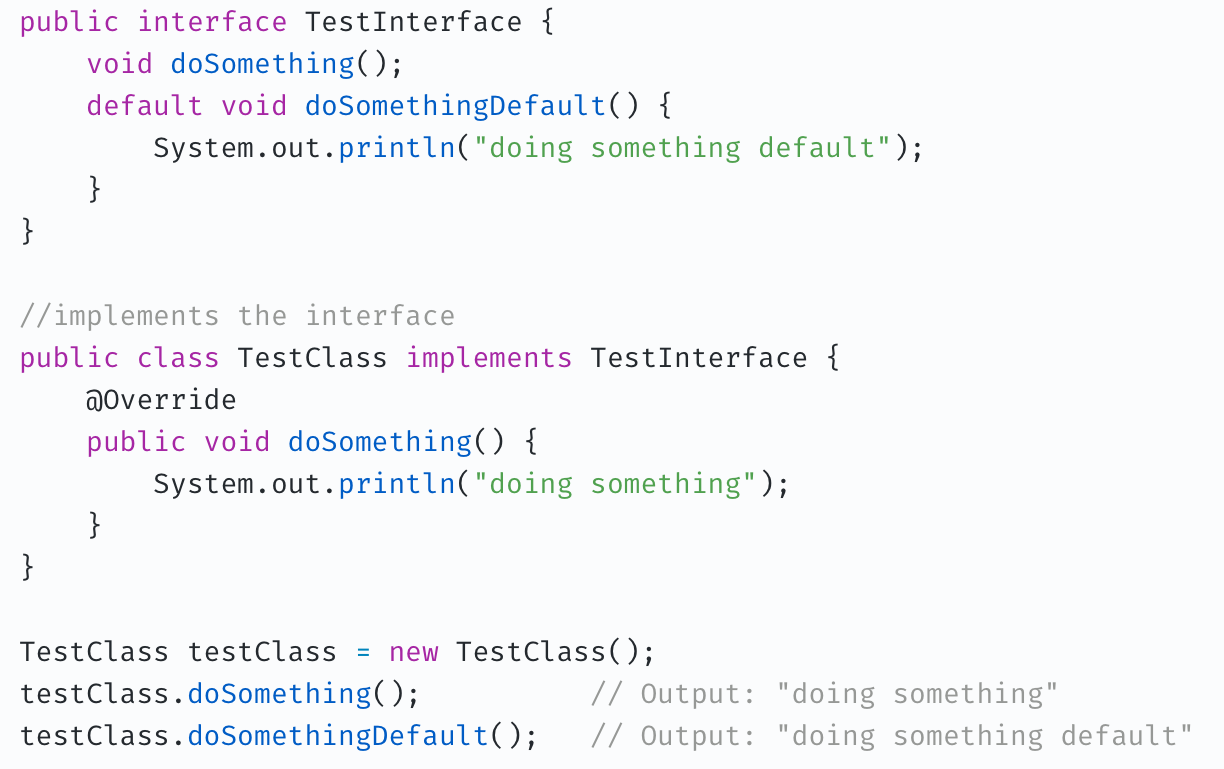 public interface TestInterface {
    void doSomething();
    default void doSomethingDefault() {
        System.out.println("doing something default");
    }
}

//implements the interface
public class TestClass implements TestInterface {
    @Override
    public void doSomething() {
        System.out.println("doing something");
    }
}

TestClass testClass = new TestClass();
testClass.doSomething();          // Output: "doing something"
testClass.doSomethingDefault();   // Output: "doing something default"